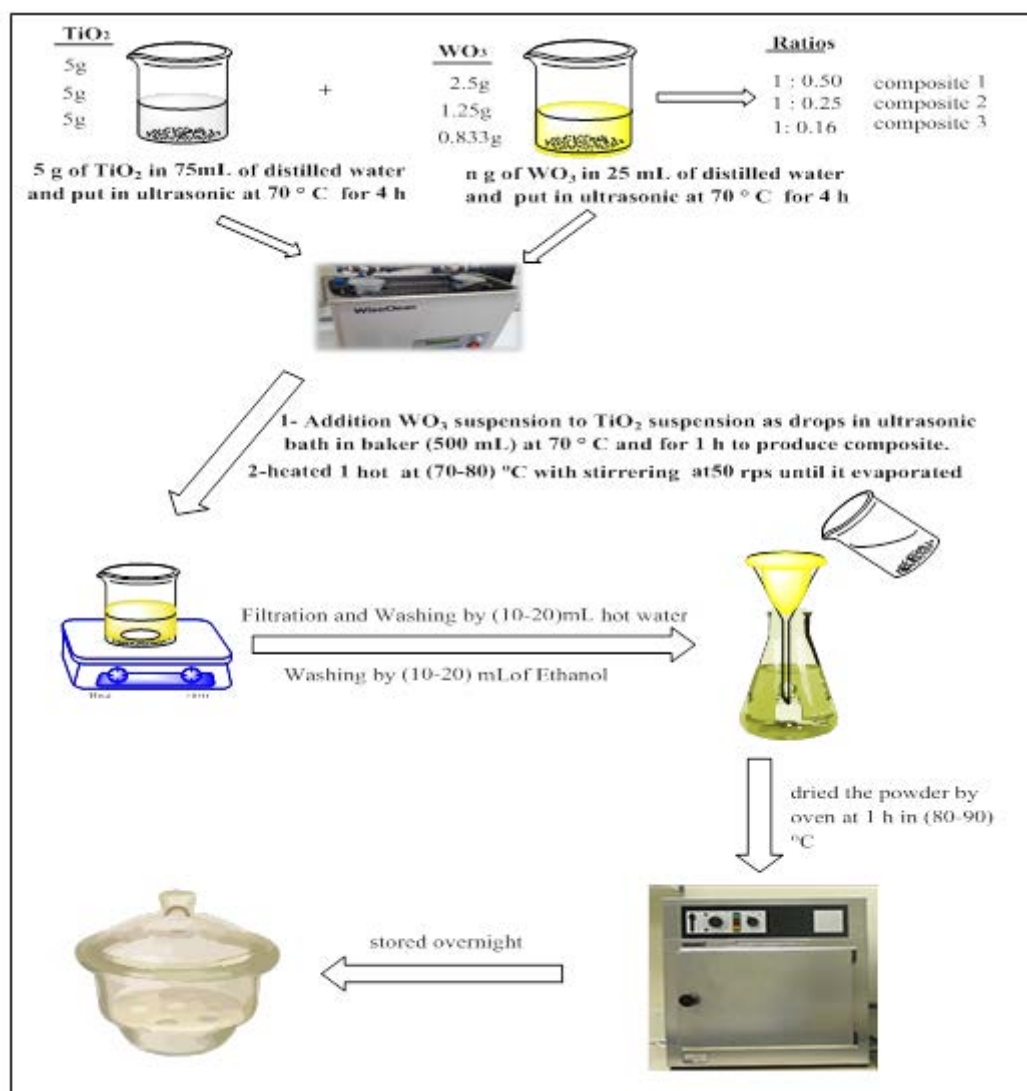 TiO₂
5g
5g
5g
+
WO₃
2.5g
1.25g
0.833g
Ratios
1 : 0.50 composite 1
1 : 0.25 composite 2
1: 0.16 composite 3
5 g of TiO₂ in 75mL of distilled water
and put in ultrasonic at 70 ° C for 4 h
n g of WO₃ in 25 mL of distilled water
and put in ultrasonic at 70 ° C for 4 h
WiseClean
1- Addition WO₃ suspension to TiO₂ suspension as drops in ultrasonic
bath in baker (500 mL) at 70 ° C and for 1 h to produce composite.
2-heated 1 hot at (70-80) °C with stirrering at50 rps until it evaporated
Filtration and Washing by (10-20)mL hot water
Washing by (10-20) mLof Ethanol
dried the powder by
oven at 1 h in (80-90)
°C
stored overnight